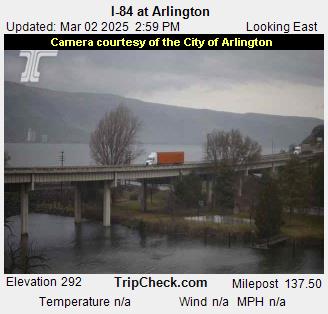 I-84 at Arlington
Updated: Mar 02 2025 2:59 PM Looking East
Camera courtesy of the City of Arlington
Elevation 292 TripCheck.com Milepost 137.50
Temperature n/a Wind n/a MPH n/a